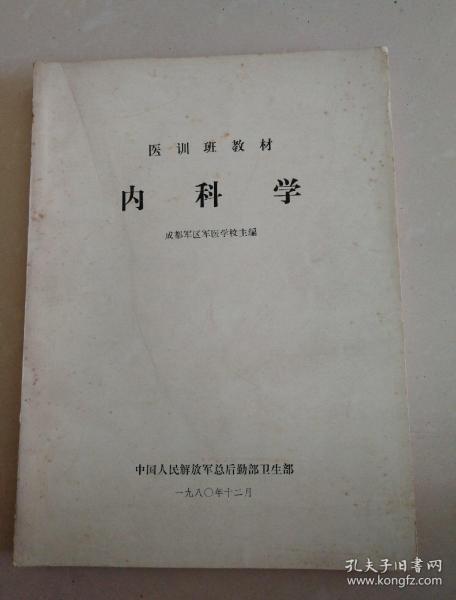 医训班教材
内科学
成都军区军医学校主编
中国人民解放军总后勤部卫生部
一九八〇年十二月
孔夫子旧书网
www.kongfz.com